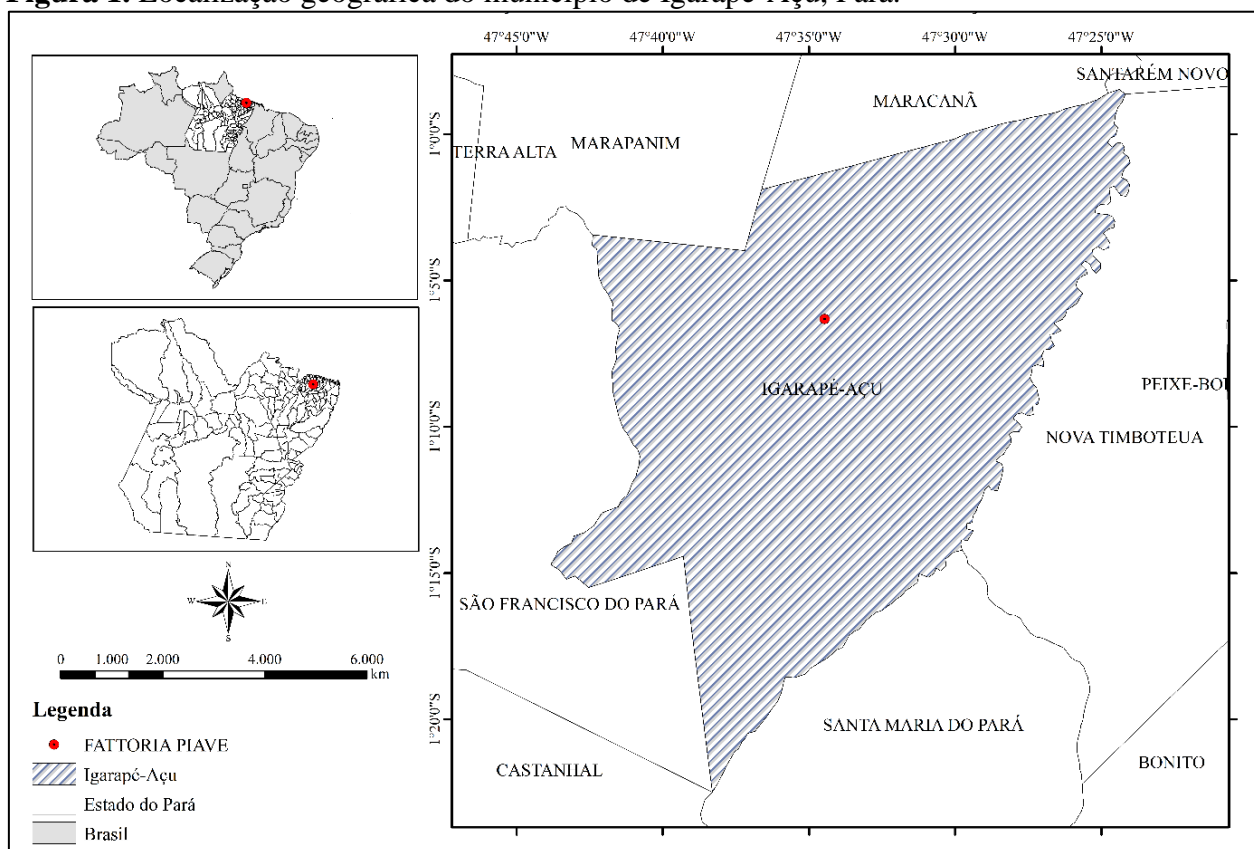 Figura 1. Localização geográfica do município de Igarapé-Açu, Pará.
47°45'0"W 47°40'0"W 47°35'0"W 47°30'0"W 47°25'0"W
SANTARÉM NOVO
MARACANÃ
MARAPANIM
TERRA ALTA
1°0'0"S
1°5'0"S
IGARAPÉ-AÇU
PEIXE-BOI
NOVA TIMBOTEUA
1°10'0"S
1°15'0"S
SÃO FRANCISCO DO PARÁ
SANTA MARIA DO PARÁ
1°20'0"S
CASTANHAL
BONITO
N
W E
S
0 1.000 2.000 4.000 6.000
km
Legenda
FATTORIA PIAVE
Igarapé-Açu
Estado do Pará
Brasil